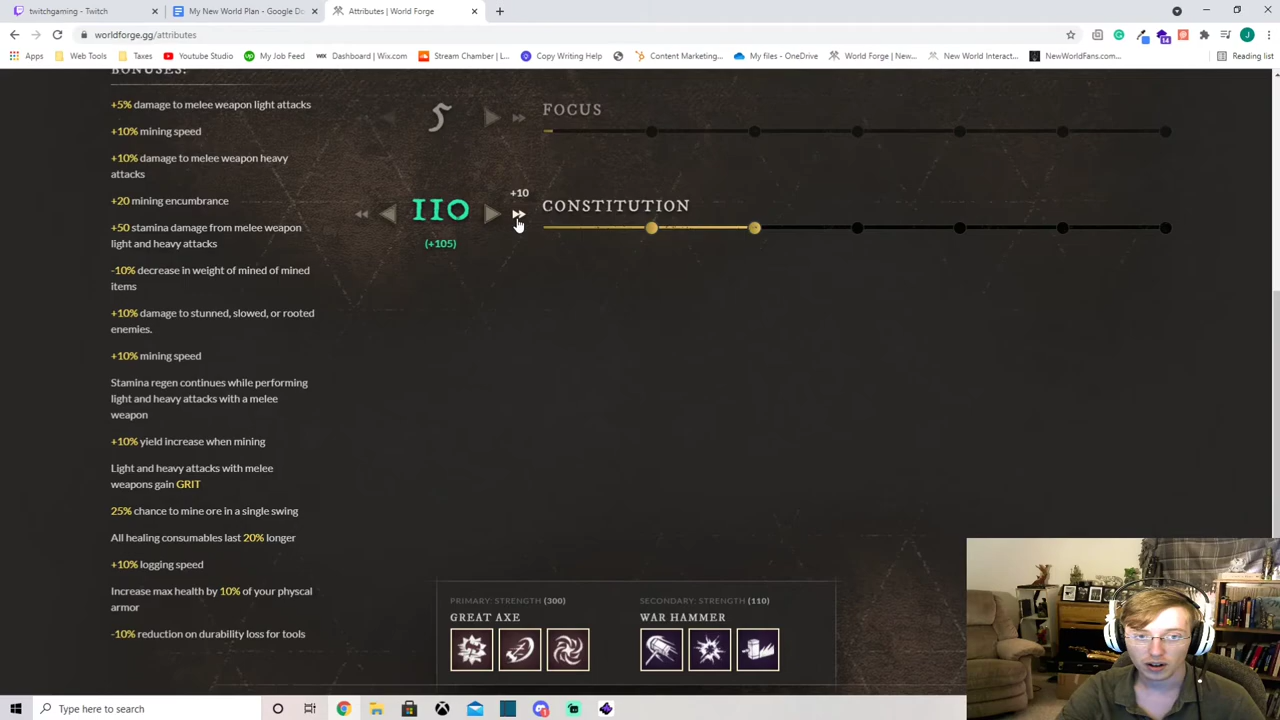 twitchgaming - Twitch
My New World Plan - Google Do
Attributes | World Forge
worldforge.gg/attributes
Apps
Web Tools
Taxes
Youtube Studio
My Job Feed
WIX Dashboard | Wix.com
Stream Chamber | L...
Copy Writing Help
Content Marketing...
My files - OneDrive
World Forge | New...
New World Interact...
NewWorldFans.com...
Reading list
BONUSES:
+5% damage to melee weapon light attacks
+10% mining speed
+10% damage to melee weapon heavy
attacks
+20 mining encumbrance
+50 stamina damage from melee weapon
light and heavy attacks
-10% decrease in weight of mined of mined
items
+10% damage to stunned, slowed, or rooted
enemies.
+10% mining speed
Stamina regen continues while performing
light and heavy attacks with a melee
weapon
+10% yield increase when mining
Light and heavy attacks with melee
weapons gain GRIT
25% chance to mine ore in a single swing
All healing consumables last 20% longer
+10% logging speed
Increase max health by 10% of your physcal
armor
-10% reduction on durability loss for tools
5
FOCUS
+10
110
CONSTITUTION
(+105)
PRIMARY: STRENGTH (300)
GREAT AXE
SECONDARY: STRENGTH (110)
WAR HAMMER
Type here to search